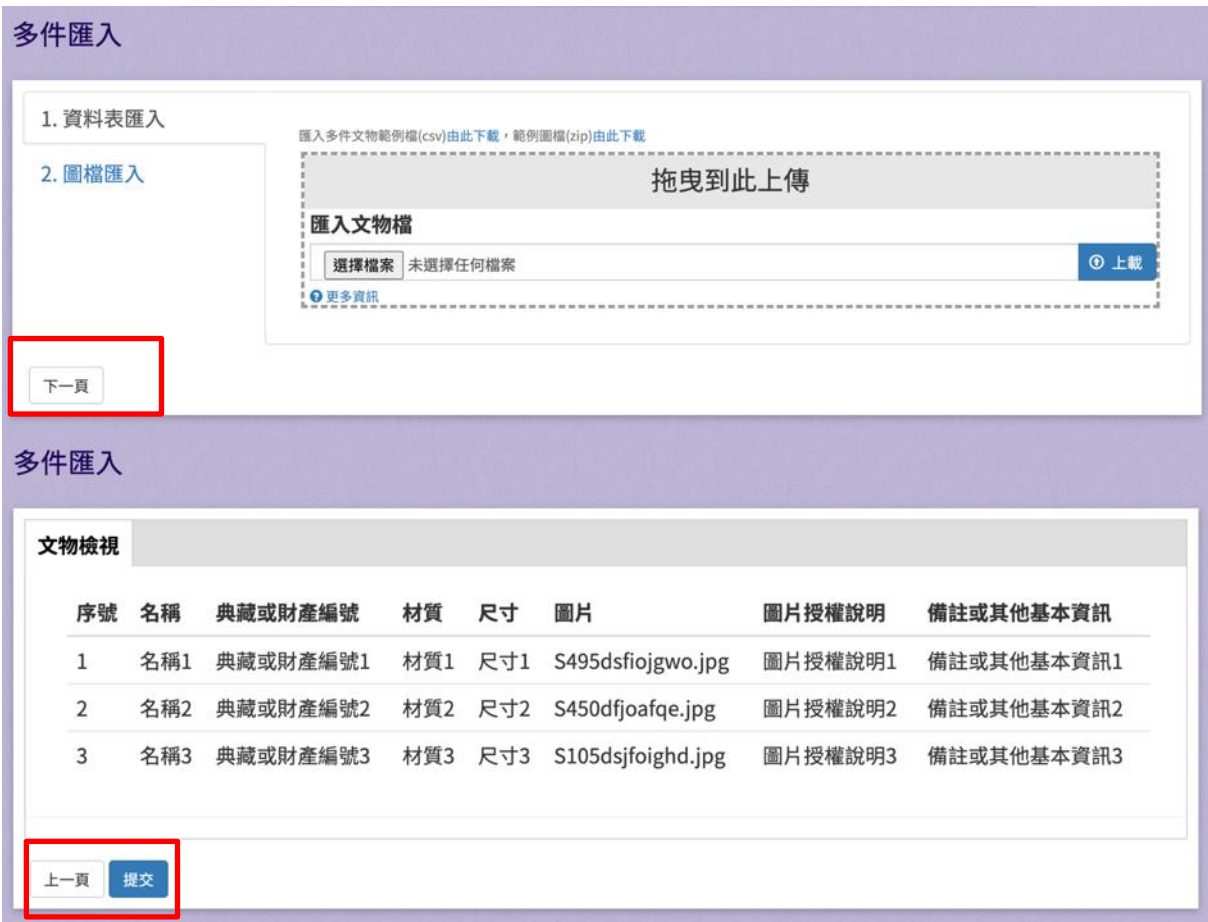 多件匯入
1. 資料表匯入
2. 圖檔匯入
匯入多件文物範例檔(csv)由此下載，範例圖檔(zip)由此下載
拖曳到此上傳
匯入文物檔
選擇檔案 未選擇任何檔案 上載
更多資訊
下一頁
多件匯入
文物檢視
序號 名稱 典藏或財產編號 材質 尺寸 圖片 圖片授權說明 備註或其他基本資訊
1 名稱1 典藏或財產編號1 材質1 尺寸1 S495dsfiojgwo.jpg 圖片授權說明1 備註或其他基本資訊1
2 名稱2 典藏或財產編號2 材質2 尺寸2 S450dfjoafqe.jpg 圖片授權說明2 備註或其他基本資訊2
3 名稱3 典藏或財產編號3 材質3 尺寸3 S105dsjfoighd.jpg 圖片授權說明3 備註或其他基本資訊3
上一頁 提交